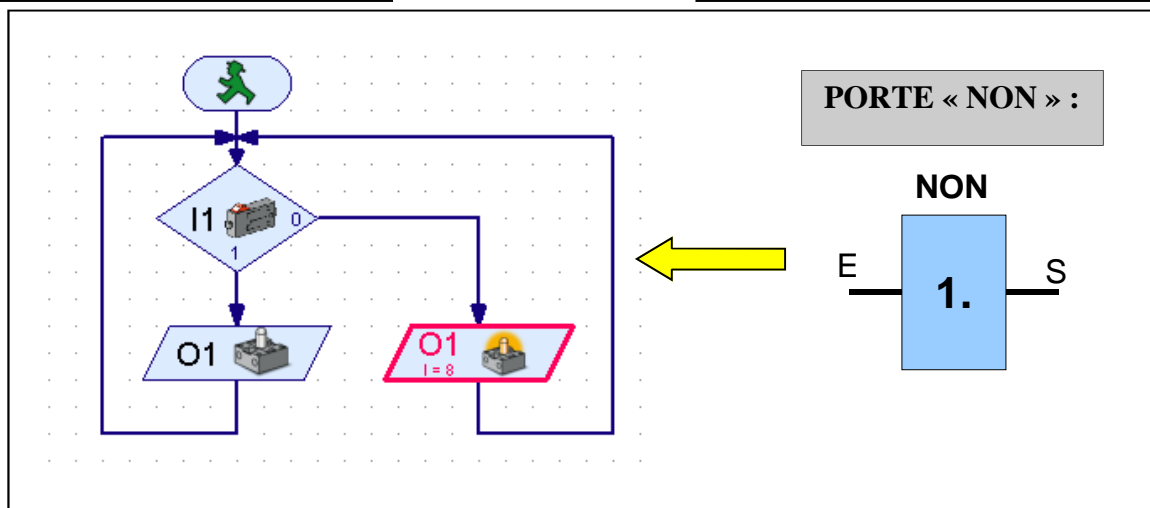 PORTE « NON » :
NON
I1
0
1
E
1.
S
O1
O1
I = 8